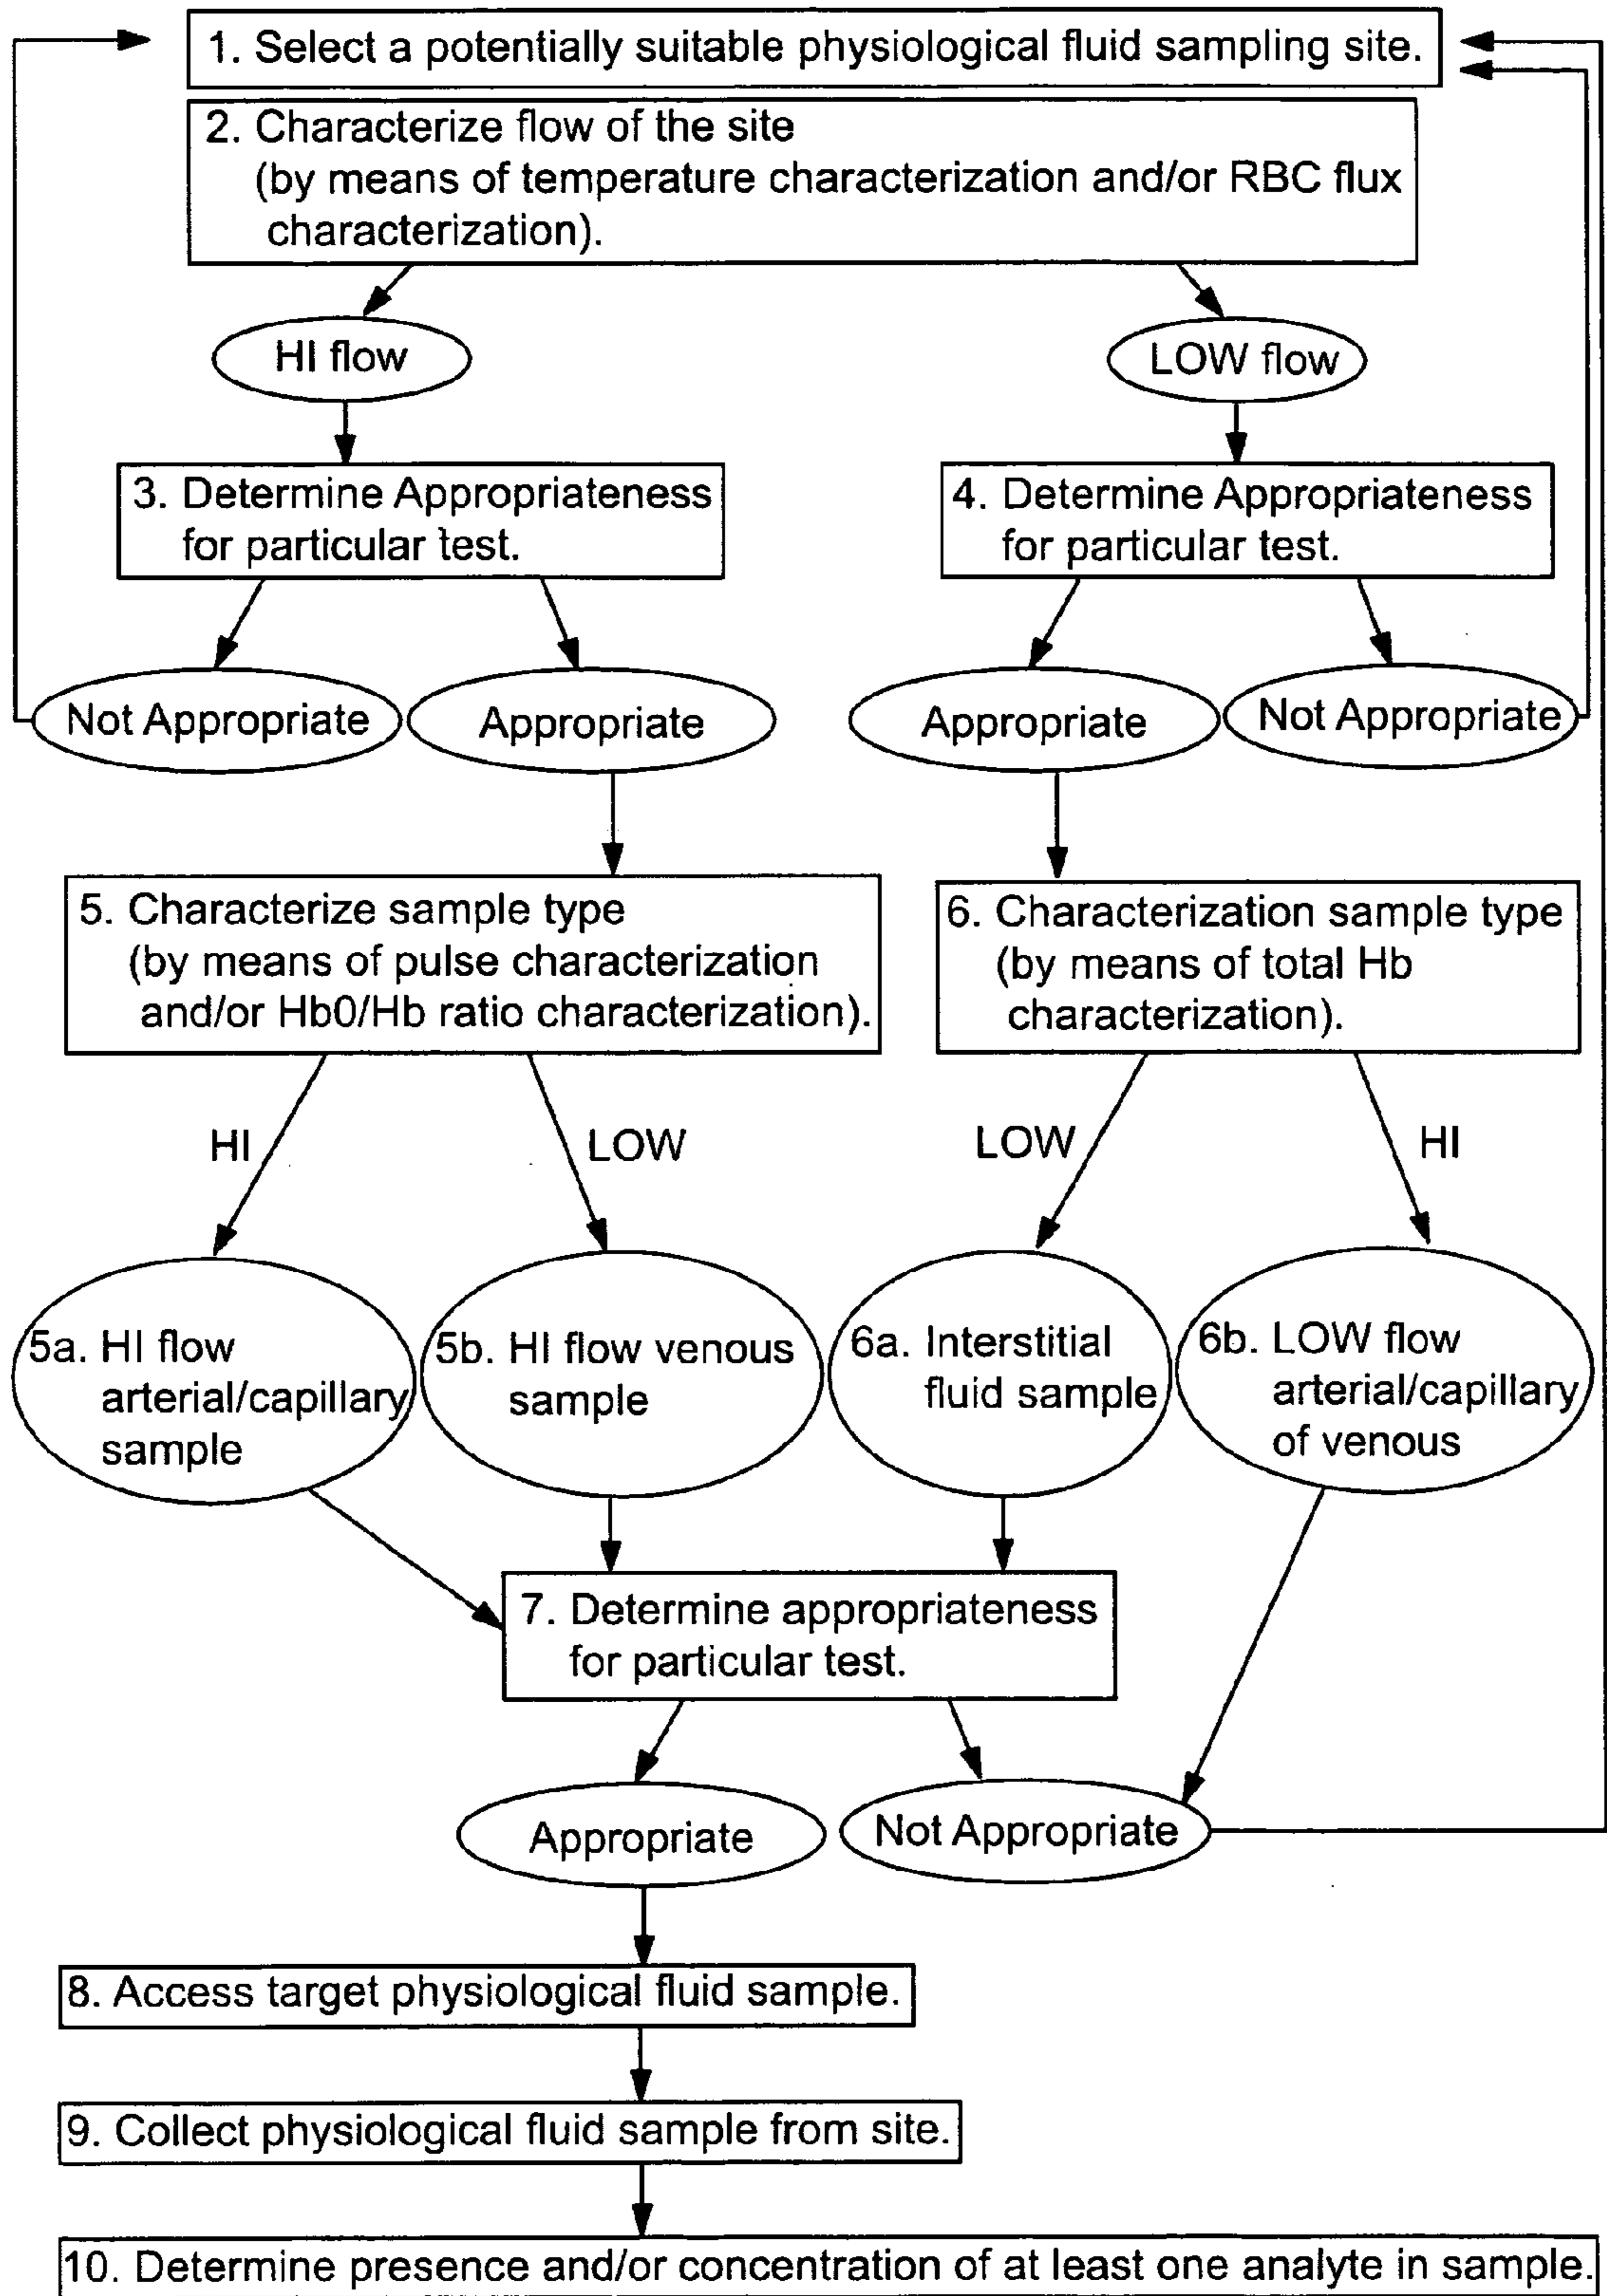 1. Select a potentially suitable physiological fluid sampling site.
2. Characterize flow of the site
(by means of temperature characterization and/or RBC flux
characterization).
HI flow
LOW flow
3. Determine Appropriateness
for particular test.
4. Determine Appropriateness
for particular test.
Not Appropriate
Appropriate
Appropriate
Not Appropriate
5. Characterize sample type
(by means of pulse characterization
and/or Hb0/Hb ratio characterization).
6. Characterization sample type
(by means of total Hb
characterization).
HI
LOW
LOW
HI
5a. HI flow
arterial/capillary
sample
5b. HI flow venous
sample
6a. Interstitial
fluid sample
6b. LOW flow
arterial/capillary
of venous
7. Determine appropriateness
for particular test.
Appropriate
Not Appropriate
8. Access target physiological fluid sample.
9. Collect physiological fluid sample from site.
10. Determine presence and/or concentration of at least one analyte in sample.